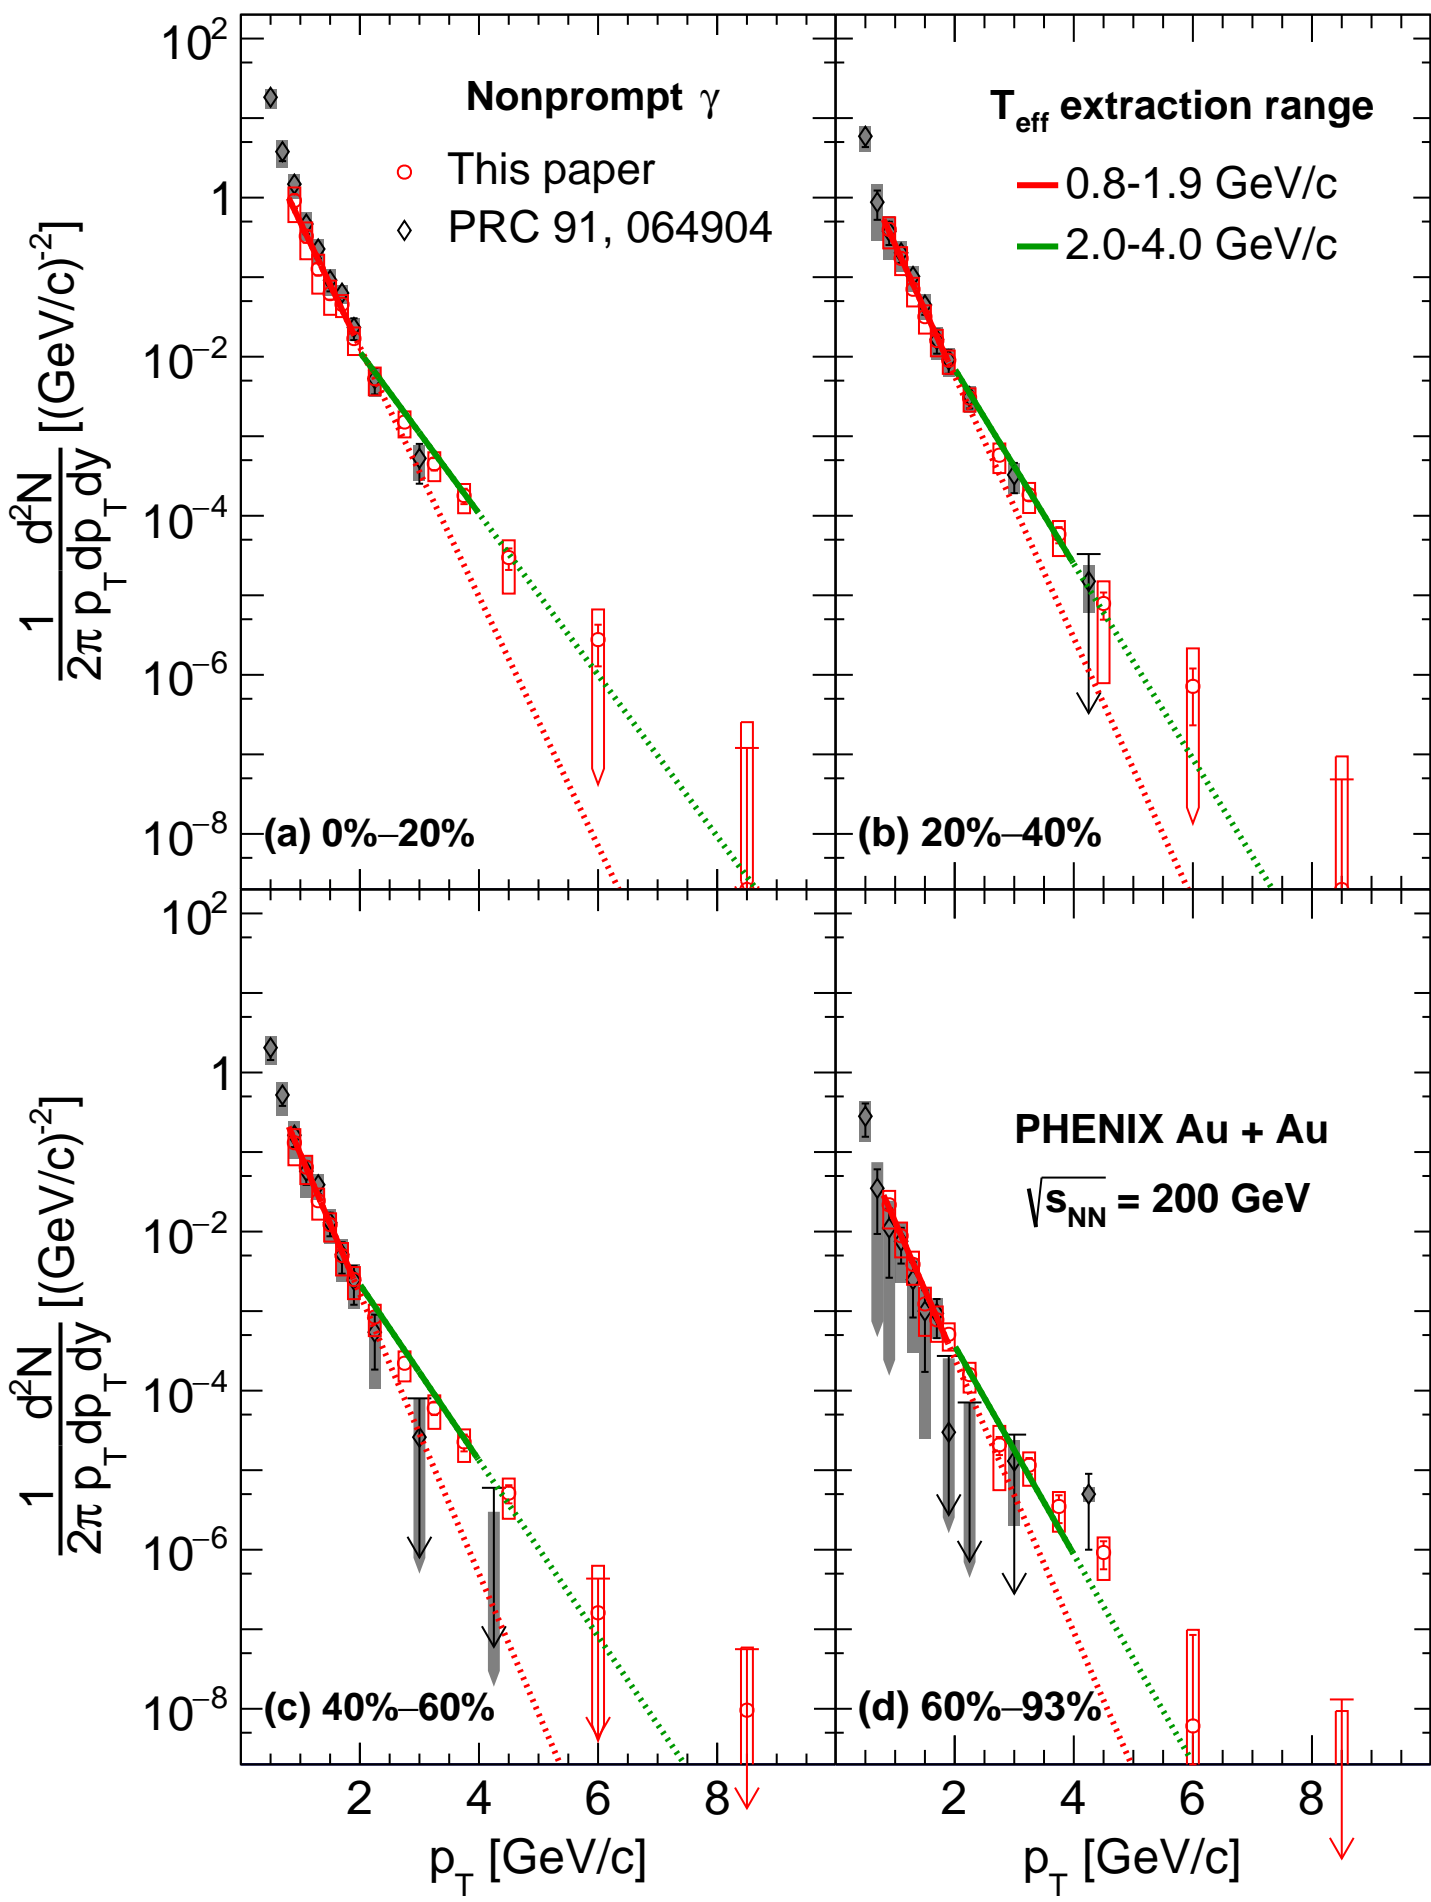 10^2
1
10^−2
10^−4
10^−6
10^−8
1/(2π p_T) d^2N/(dp_T dy) [(GeV/c)^-2]
Nonprompt γ
This paper
PRC 91, 064904
(a) 0%–20%
T_eff extraction range
0.8-1.9 GeV/c
2.0-4.0 GeV/c
(b) 20%–40%
10^2
1
10^−2
10^−4
10^−6
10^−8
1/(2π p_T) d^2N/(dp_T dy) [(GeV/c)^-2]
(c) 40%–60%
PHENIX Au + Au
√s_NN = 200 GeV
(d) 60%–93%
2 4 6 8
2 4 6 8
p_T [GeV/c]
p_T [GeV/c]